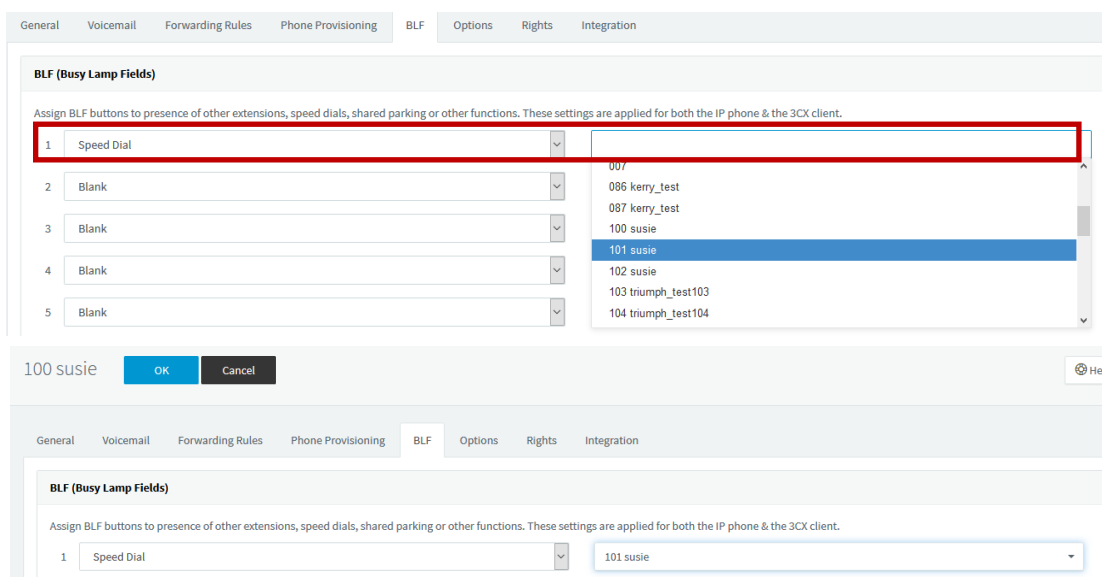 General Voicemail Forwarding Rules Phone Provisioning BLF Options Rights Integration
BLF (Busy Lamp Fields)
Assign BLF buttons to presence of other extensions, speed dials, shared parking or other functions. These settings are applied for both the IP phone & the 3CX client.
1 Speed Dial
007
2 Blank 086 kerry_test
087 kerry_test
3 Blank 100 susie
101 susie
4 Blank 102 susie
103 triumph_test103
5 Blank 104 triumph_test104
100 susie OK Cancel He
General Voicemail Forwarding Rules Phone Provisioning BLF Options Rights Integration
BLF (Busy Lamp Fields)
Assign BLF buttons to presence of other extensions, speed dials, shared parking or other functions. These settings are applied for both the IP phone & the 3CX client.
1 Speed Dial 101 susie